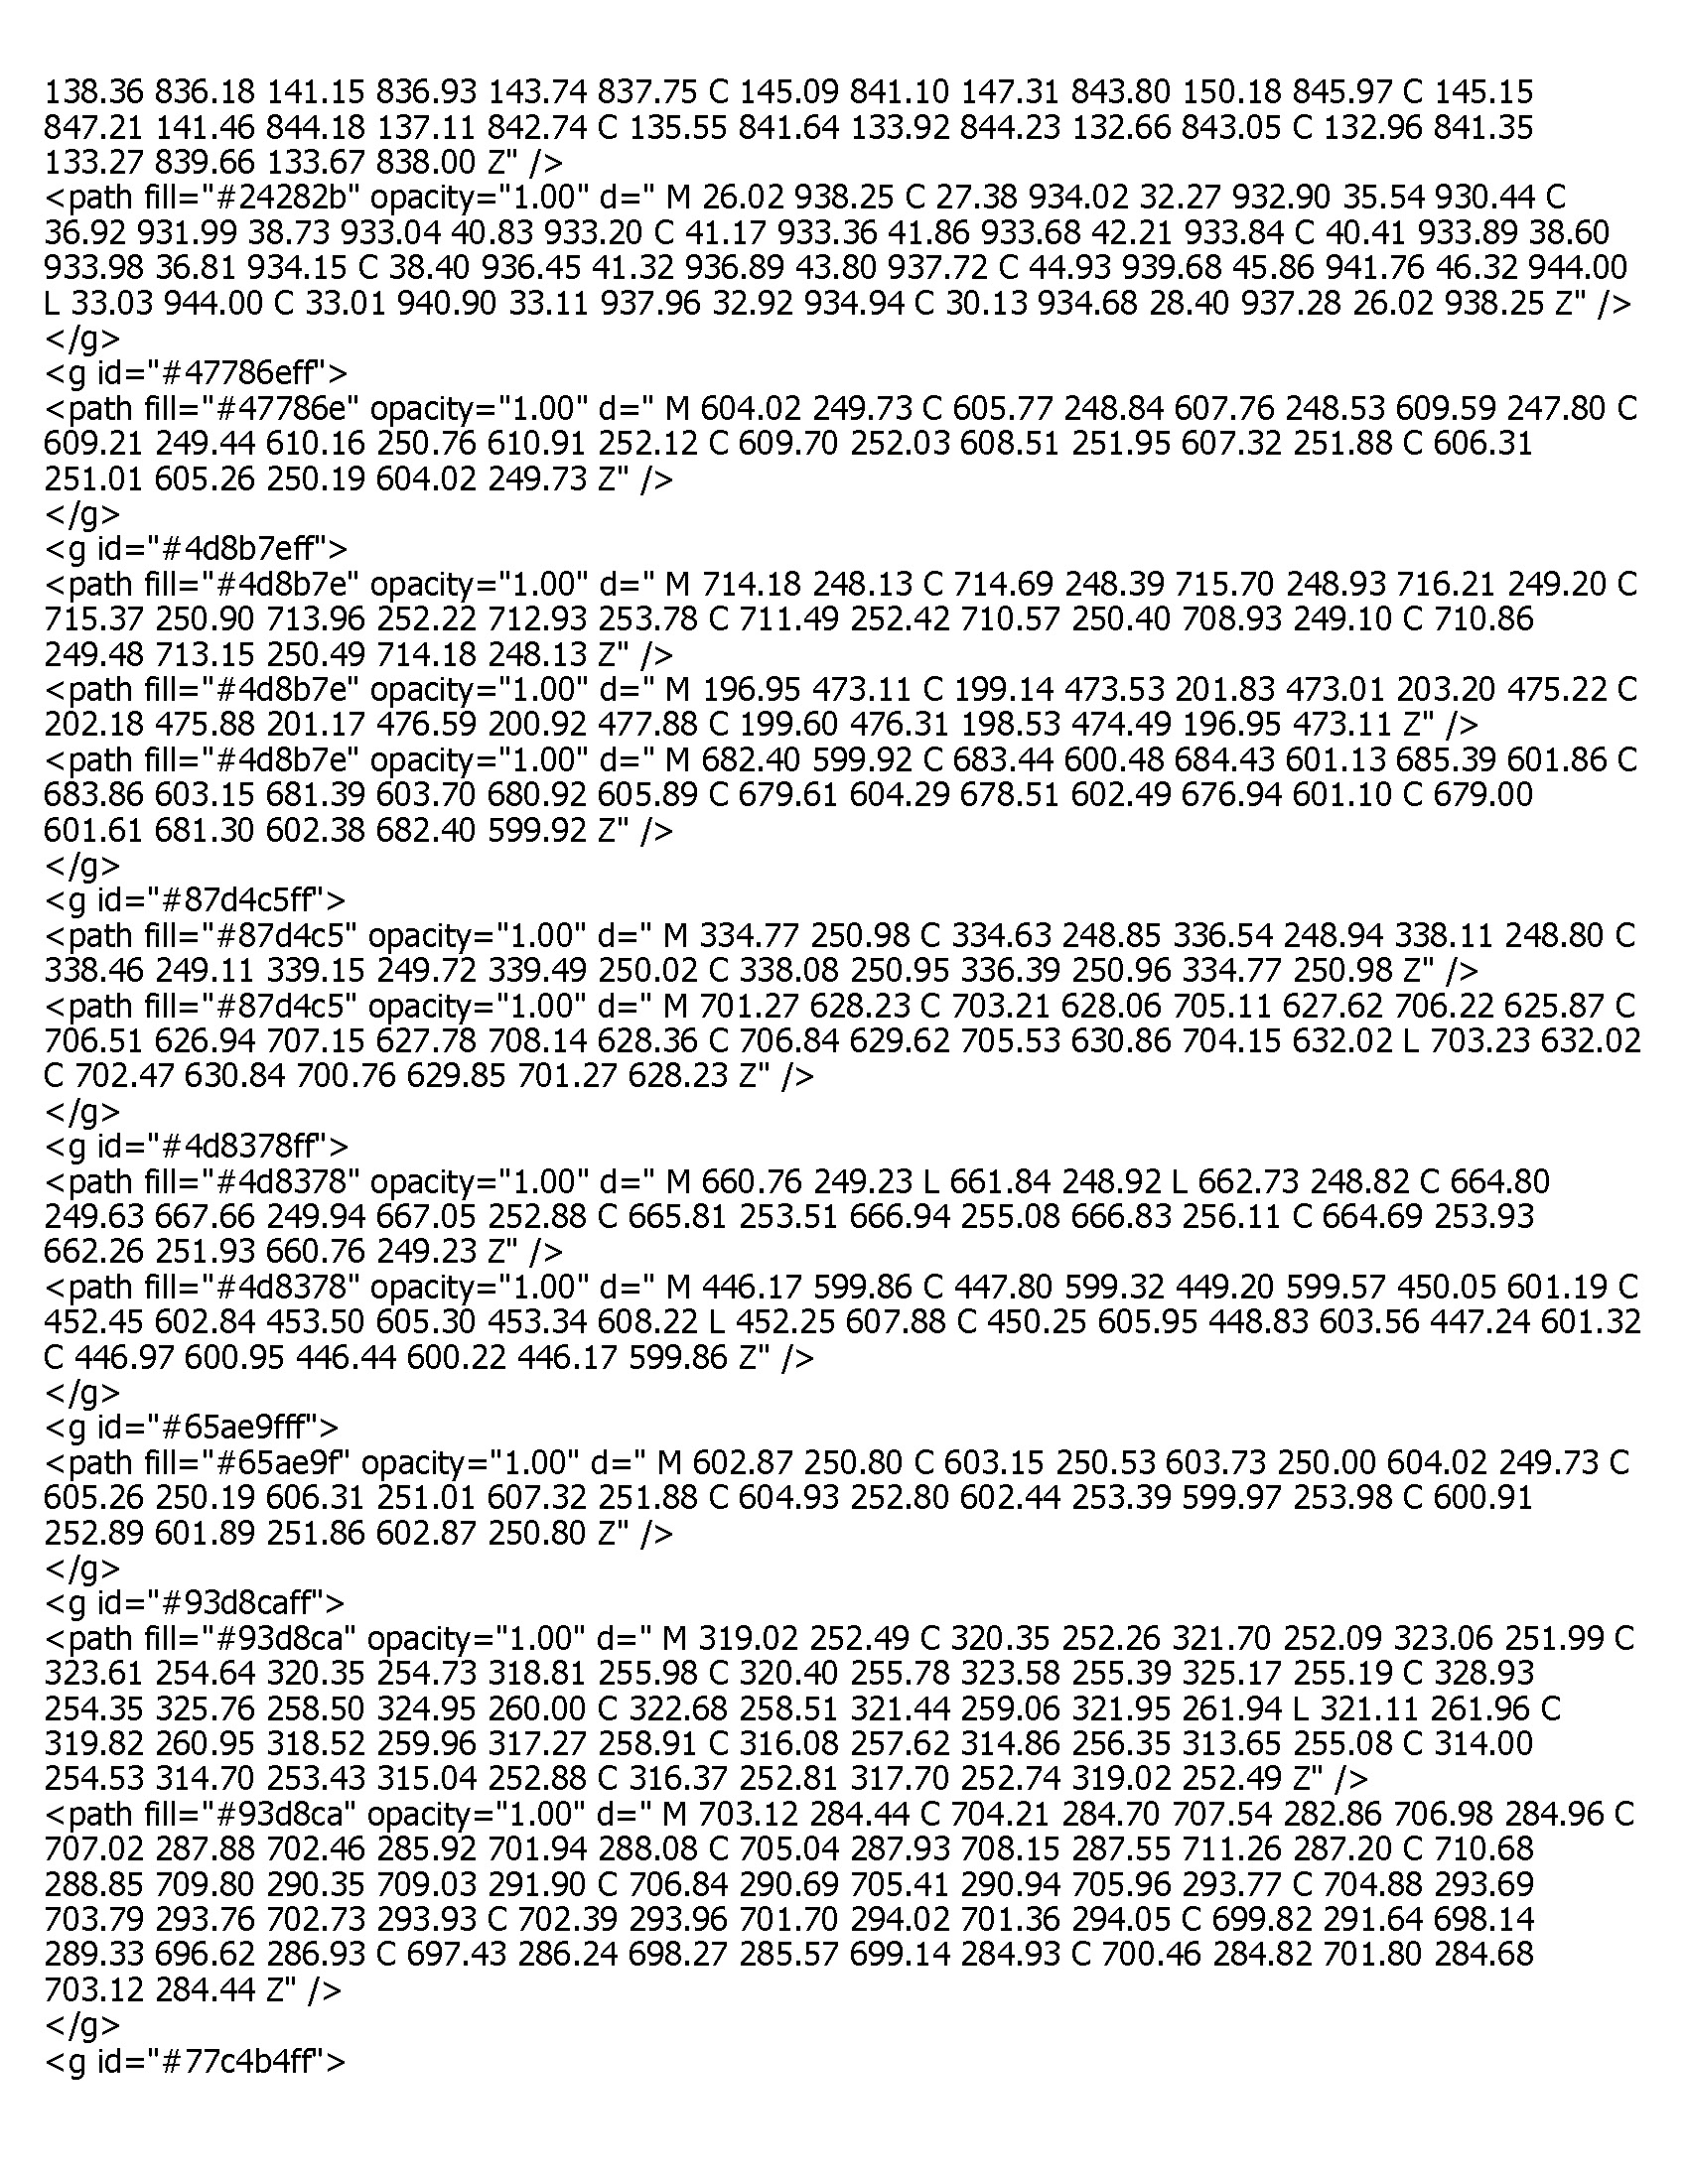 138.36 836.18 141.15 836.93 143.74 837.75 C 145.09 841.10 147.31 843.80 150.18 845.97 C 145.15
847.21 141.46 844.18 137.11 842.74 C 135.55 841.64 133.92 844.23 132.66 843.05 C 132.96 841.35
133.27 839.66 133.67 838.00 Z" />
<path fill="#24282b" opacity="1.00" d=" M 26.02 938.25 C 27.38 934.02 32.27 932.90 35.54 930.44 C
36.92 931.99 38.73 933.04 40.83 933.20 C 41.17 933.36 41.86 933.68 42.21 933.84 C 40.41 933.89 38.60
933.98 36.81 934.15 C 38.40 936.45 41.32 936.89 43.80 937.72 C 44.93 939.68 45.86 941.76 46.32 944.00
L 33.03 944.00 C 33.01 940.90 33.11 937.96 32.92 934.94 C 30.13 934.68 28.40 937.28 26.02 938.25 Z" />
</g>
<g id="#47786eff">
<path fill="#47786e" opacity="1.00" d=" M 604.02 249.73 C 605.77 248.84 607.76 248.53 609.59 247.80 C
609.21 249.44 610.16 250.76 610.91 252.12 C 609.70 252.03 608.51 251.95 607.32 251.88 C 606.31
251.01 605.26 250.19 604.02 249.73 Z" />
</g>
<g id="#4d8b7eff">
<path fill="#4d8b7e" opacity="1.00" d=" M 714.18 248.13 C 714.69 248.39 715.70 248.93 716.21 249.20 C
715.37 250.90 713.96 252.22 712.93 253.78 C 711.49 252.42 710.57 250.40 708.93 249.10 C 710.86
249.48 713.15 250.49 714.18 248.13 Z" />
<path fill="#4d8b7e" opacity="1.00" d=" M 196.95 473.11 C 199.14 473.53 201.83 473.01 203.20 475.22 C
202.18 475.88 201.17 476.59 200.92 477.88 C 199.60 476.31 198.53 474.49 196.95 473.11 Z" />
<path fill="#4d8b7e" opacity="1.00" d=" M 682.40 599.92 C 683.44 600.48 684.43 601.13 685.39 601.86 C
683.86 603.15 681.39 603.70 680.92 605.89 C 679.61 604.29 678.51 602.49 676.94 601.10 C 679.00
601.61 681.30 602.38 682.40 599.92 Z" />
</g>
<g id="#87d4c5ff">
<path fill="#87d4c5" opacity="1.00" d=" M 334.77 250.98 C 334.63 248.85 336.54 248.94 338.11 248.80 C
338.46 249.11 339.15 249.72 339.49 250.02 C 338.08 250.95 336.39 250.96 334.77 250.98 Z" />
<path fill="#87d4c5" opacity="1.00" d=" M 701.27 628.23 C 703.21 628.06 705.11 627.62 706.22 625.87 C
706.51 626.94 707.15 627.78 708.14 628.36 C 706.84 629.62 705.53 630.86 704.15 632.02 L 703.23 632.02
C 702.47 630.84 700.76 629.85 701.27 628.23 Z" />
</g>
<g id="#4d8378ff">
<path fill="#4d8378" opacity="1.00" d=" M 660.76 249.23 L 661.84 248.92 L 662.73 248.82 C 664.80
249.63 667.66 249.94 667.05 252.88 C 665.81 253.51 666.94 255.08 666.83 256.11 C 664.69 253.93
662.26 251.93 660.76 249.23 Z" />
<path fill="#4d8378" opacity="1.00" d=" M 446.17 599.86 C 447.80 599.32 449.20 599.57 450.05 601.19 C
452.45 602.84 453.50 605.30 453.34 608.22 L 452.25 607.88 C 450.25 605.95 448.83 603.56 447.24 601.32
C 446.97 600.95 446.44 600.22 446.17 599.86 Z" />
</g>
<g id="#65ae9fff">
<path fill="#65ae9f" opacity="1.00" d=" M 602.87 250.80 C 603.15 250.53 603.73 250.00 604.02 249.73 C
605.26 250.19 606.31 251.01 607.32 251.88 C 604.93 252.80 602.44 253.39 599.97 253.98 C 600.91
252.89 601.89 251.86 602.87 250.80 Z" />
</g>
<g id="#93d8caff">
<path fill="#93d8ca" opacity="1.00" d=" M 319.02 252.49 C 320.35 252.26 321.70 252.09 323.06 251.99 C
323.61 254.64 320.35 254.73 318.81 255.98 C 320.40 255.78 323.58 255.39 325.17 255.19 C 328.93
254.35 325.76 258.50 324.95 260.00 C 322.68 258.51 321.44 259.06 321.95 261.94 L 321.11 261.96 C
319.82 260.95 318.52 259.96 317.27 258.91 C 316.08 257.62 314.86 256.35 313.65 255.08 C 314.00
254.53 314.70 253.43 315.04 252.88 C 316.37 252.81 317.70 252.74 319.02 252.49 Z" />
<path fill="#93d8ca" opacity="1.00" d=" M 703.12 284.44 C 704.21 284.70 707.54 282.86 706.98 284.96 C
707.02 287.88 702.46 285.92 701.94 288.08 C 705.04 287.93 708.15 287.55 711.26 287.20 C 710.68
288.85 709.80 290.35 709.03 291.90 C 706.84 290.69 705.41 290.94 705.96 293.77 C 704.88 293.69
703.79 293.76 702.73 293.93 C 702.39 293.96 701.70 294.02 701.36 294.05 C 699.82 291.64 698.14
289.33 696.62 286.93 C 697.43 286.24 698.27 285.57 699.14 284.93 C 700.46 284.82 701.80 284.68
703.12 284.44 Z" />
</g>
<g id="#77c4b4ff">